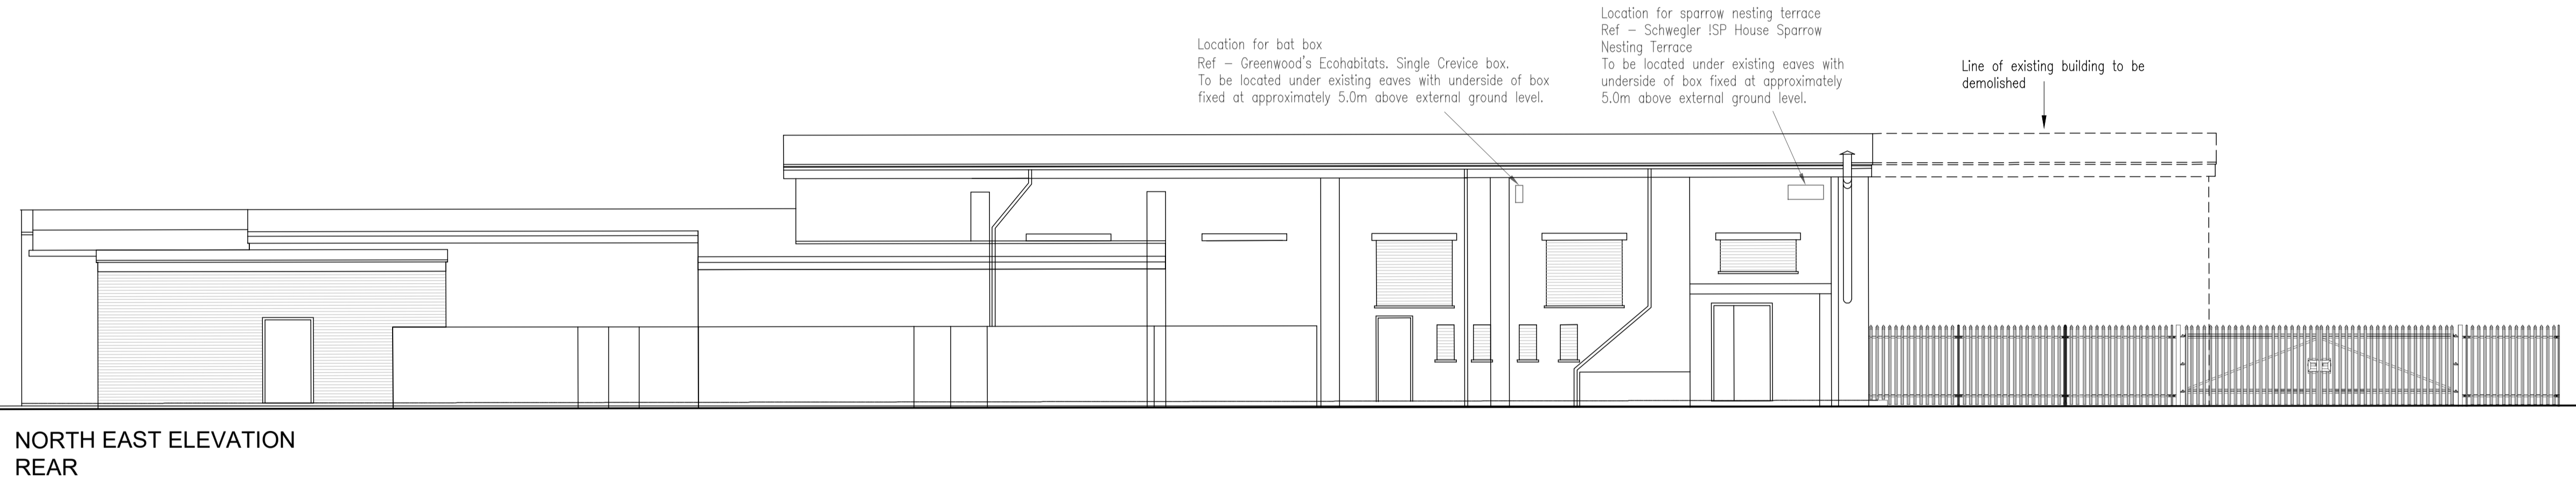 Location for bat box
Ref - Greenwood's Ecohabitats. Single Crevice box.
To be located under existing eaves with underside of box
fixed at approximately 5.0m above external ground level.
Location for sparrow nesting terrace
Ref - Schwegler !SP House Sparrow
Nesting Terrace
To be located under existing eaves with
underside of box fixed at approximately
5.0m above external ground level.
Line of existing building to be
demolished
NORTH EAST ELEVATION
REAR